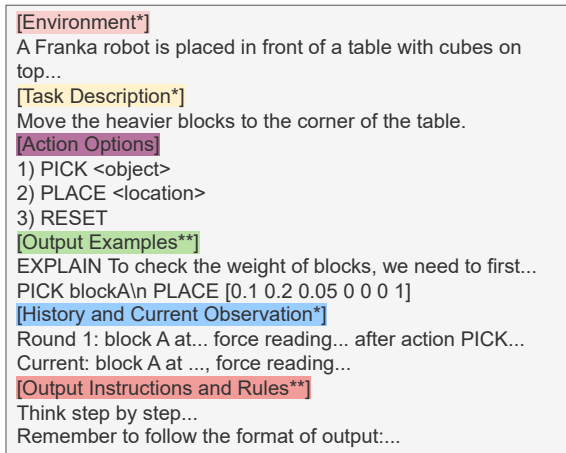 [Environment*]
A Franka robot is placed in front of a table with cubes on
top...
[Task Description*]
Move the heavier blocks to the corner of the table.
[Action Options]
1) PICK <object>
2) PLACE <location>
3) RESET
[Output Examples**]
EXPLAIN To check the weight of blocks, we need to first...
PICK blockA\n PLACE [0.1 0.2 0.05 0 0 0 1]
[History and Current Observation*]
Round 1: block A at... force reading... after action PICK...
Current: block A at ..., force reading...
[Output Instructions and Rules**]
Think step by step...
Remember to follow the format of output:...